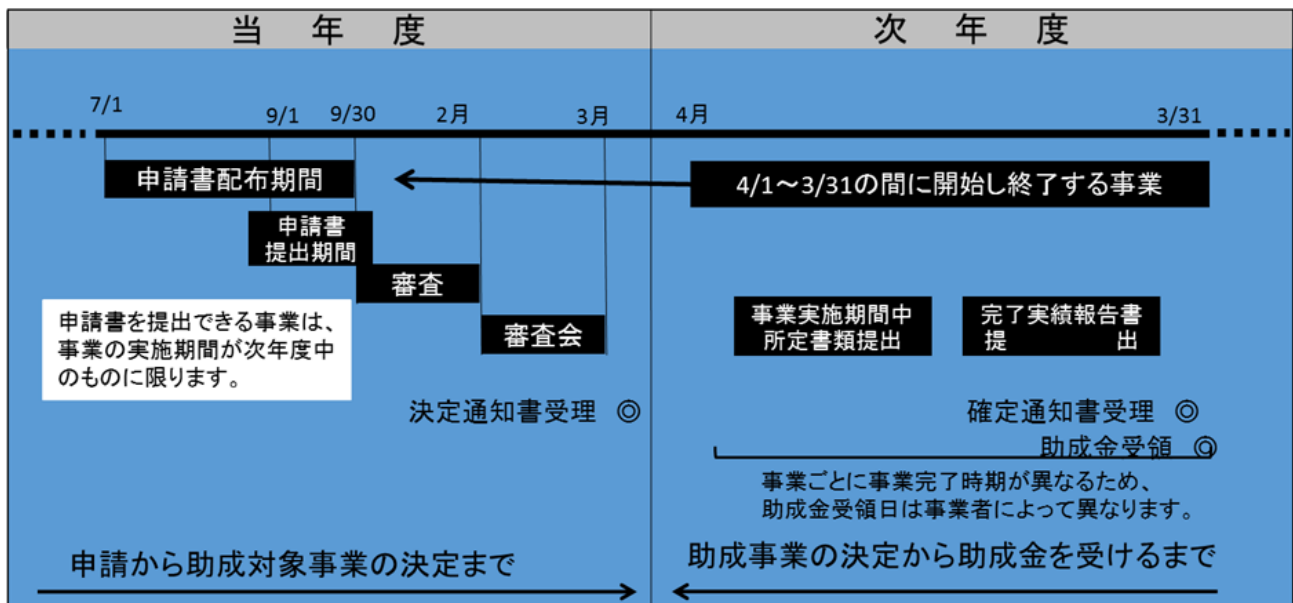 当年度
次年度
7/1
9/1
9/30
2月
3月
4月
3/31
申請書配布期間
4/1～3/31の間に開始し終了する事業
申請書
提出期間
審査
審査会
申請書を提出できる事業は、
事業の実施期間が次年度中
のものに限ります。
事業実施期間中
所定書類提出
完了実績報告書
提出
決定通知書受理 ◎
確定通知書受理 ◎
助成金受領 ◎
事業ごとに事業完了時期が異なるため、
助成金受領日は事業者によって異なります。
申請から助成対象事業の決定まで
助成事業の決定から助成金を受けるまで